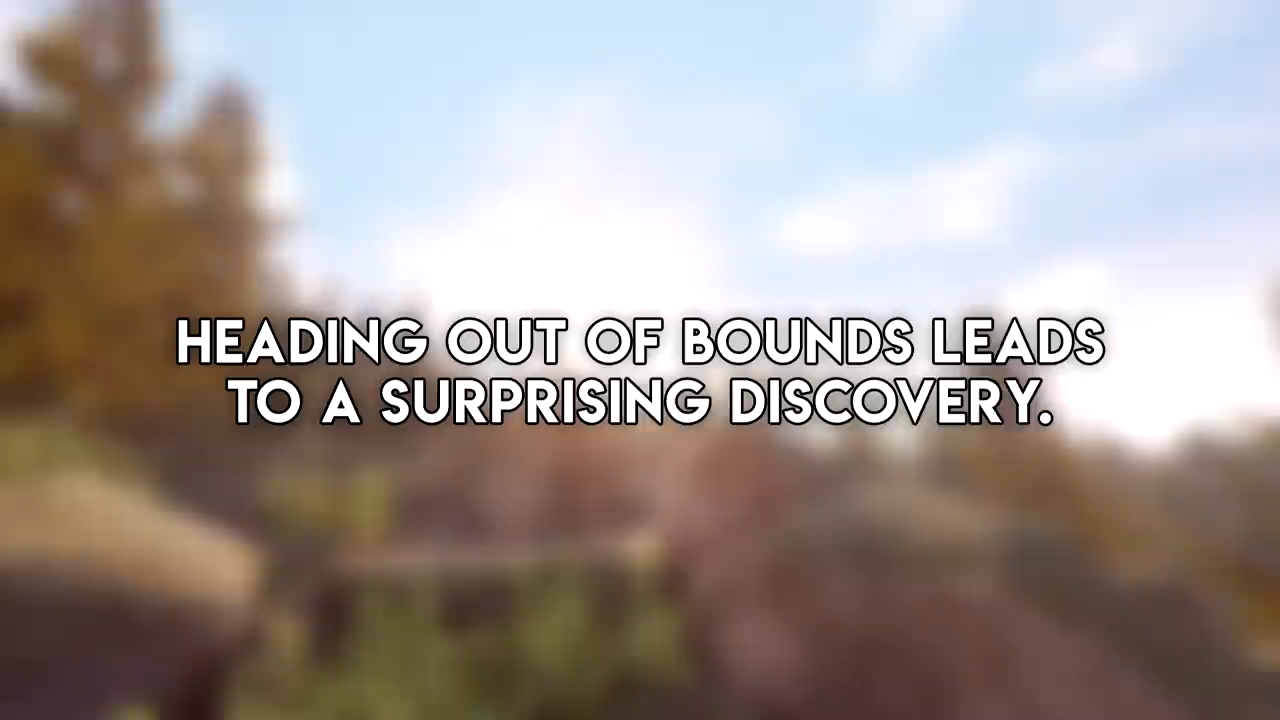 HEADING OUT OF BOUNDS LEADS
TO A SURPRISING DISCOVERY.